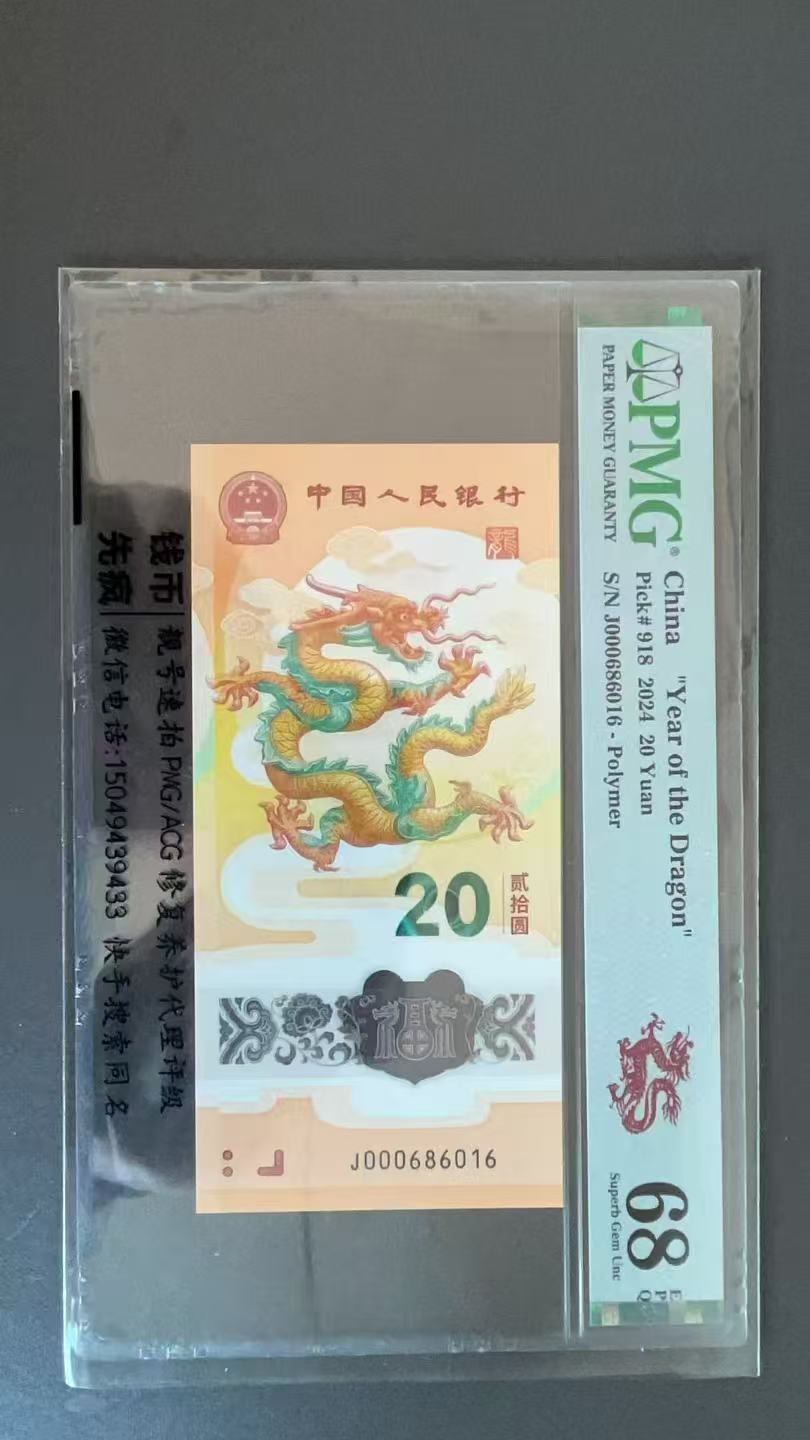 中国人民银行
龍
20
贰拾圆
J000686016
PMG®
PAPER MONEY GUARANTY
China "Year of the Dragon"
Pick# 918 2024 20 Yuan
S/N J000686016 - Polymer
68
Superb Gem Unc
E
P
Q
钱币 靓号速拍PNG/ACG修复养护代理评级
先疯 微信电话:15049439433 快手搜索同名